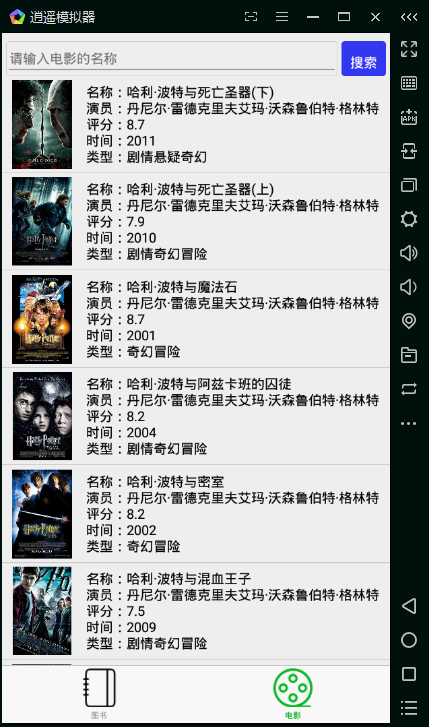 逍遥模拟器
请输入电影的名称
搜索
名称：哈利·波特与死亡圣器(下)
演员：丹尼尔·雷德克里夫艾玛·沃森鲁伯特·格林特
评分：8.7
时间：2011
类型：剧情悬疑奇幻
名称：哈利·波特与死亡圣器(上)
演员：丹尼尔·雷德克里夫艾玛·沃森鲁伯特·格林特
评分：7.9
时间：2010
类型：剧情奇幻冒险
名称：哈利·波特与魔法石
演员：丹尼尔·雷德克里夫艾玛·沃森鲁伯特·格林特
评分：8.7
时间：2001
类型：奇幻冒险
名称：哈利·波特与阿兹卡班的囚徒
演员：丹尼尔·雷德克里夫艾玛·沃森鲁伯特·格林特
评分：8.2
时间：2004
类型：剧情奇幻冒险
名称：哈利·波特与密室
演员：丹尼尔·雷德克里夫艾玛·沃森鲁伯特·格林特
评分：8.2
时间：2002
类型：奇幻冒险
名称：哈利·波特与混血王子
演员：丹尼尔·雷德克里夫艾玛·沃森鲁伯特·格林特
评分：7.5
时间：2009
类型：剧情奇幻冒险
图书
电影